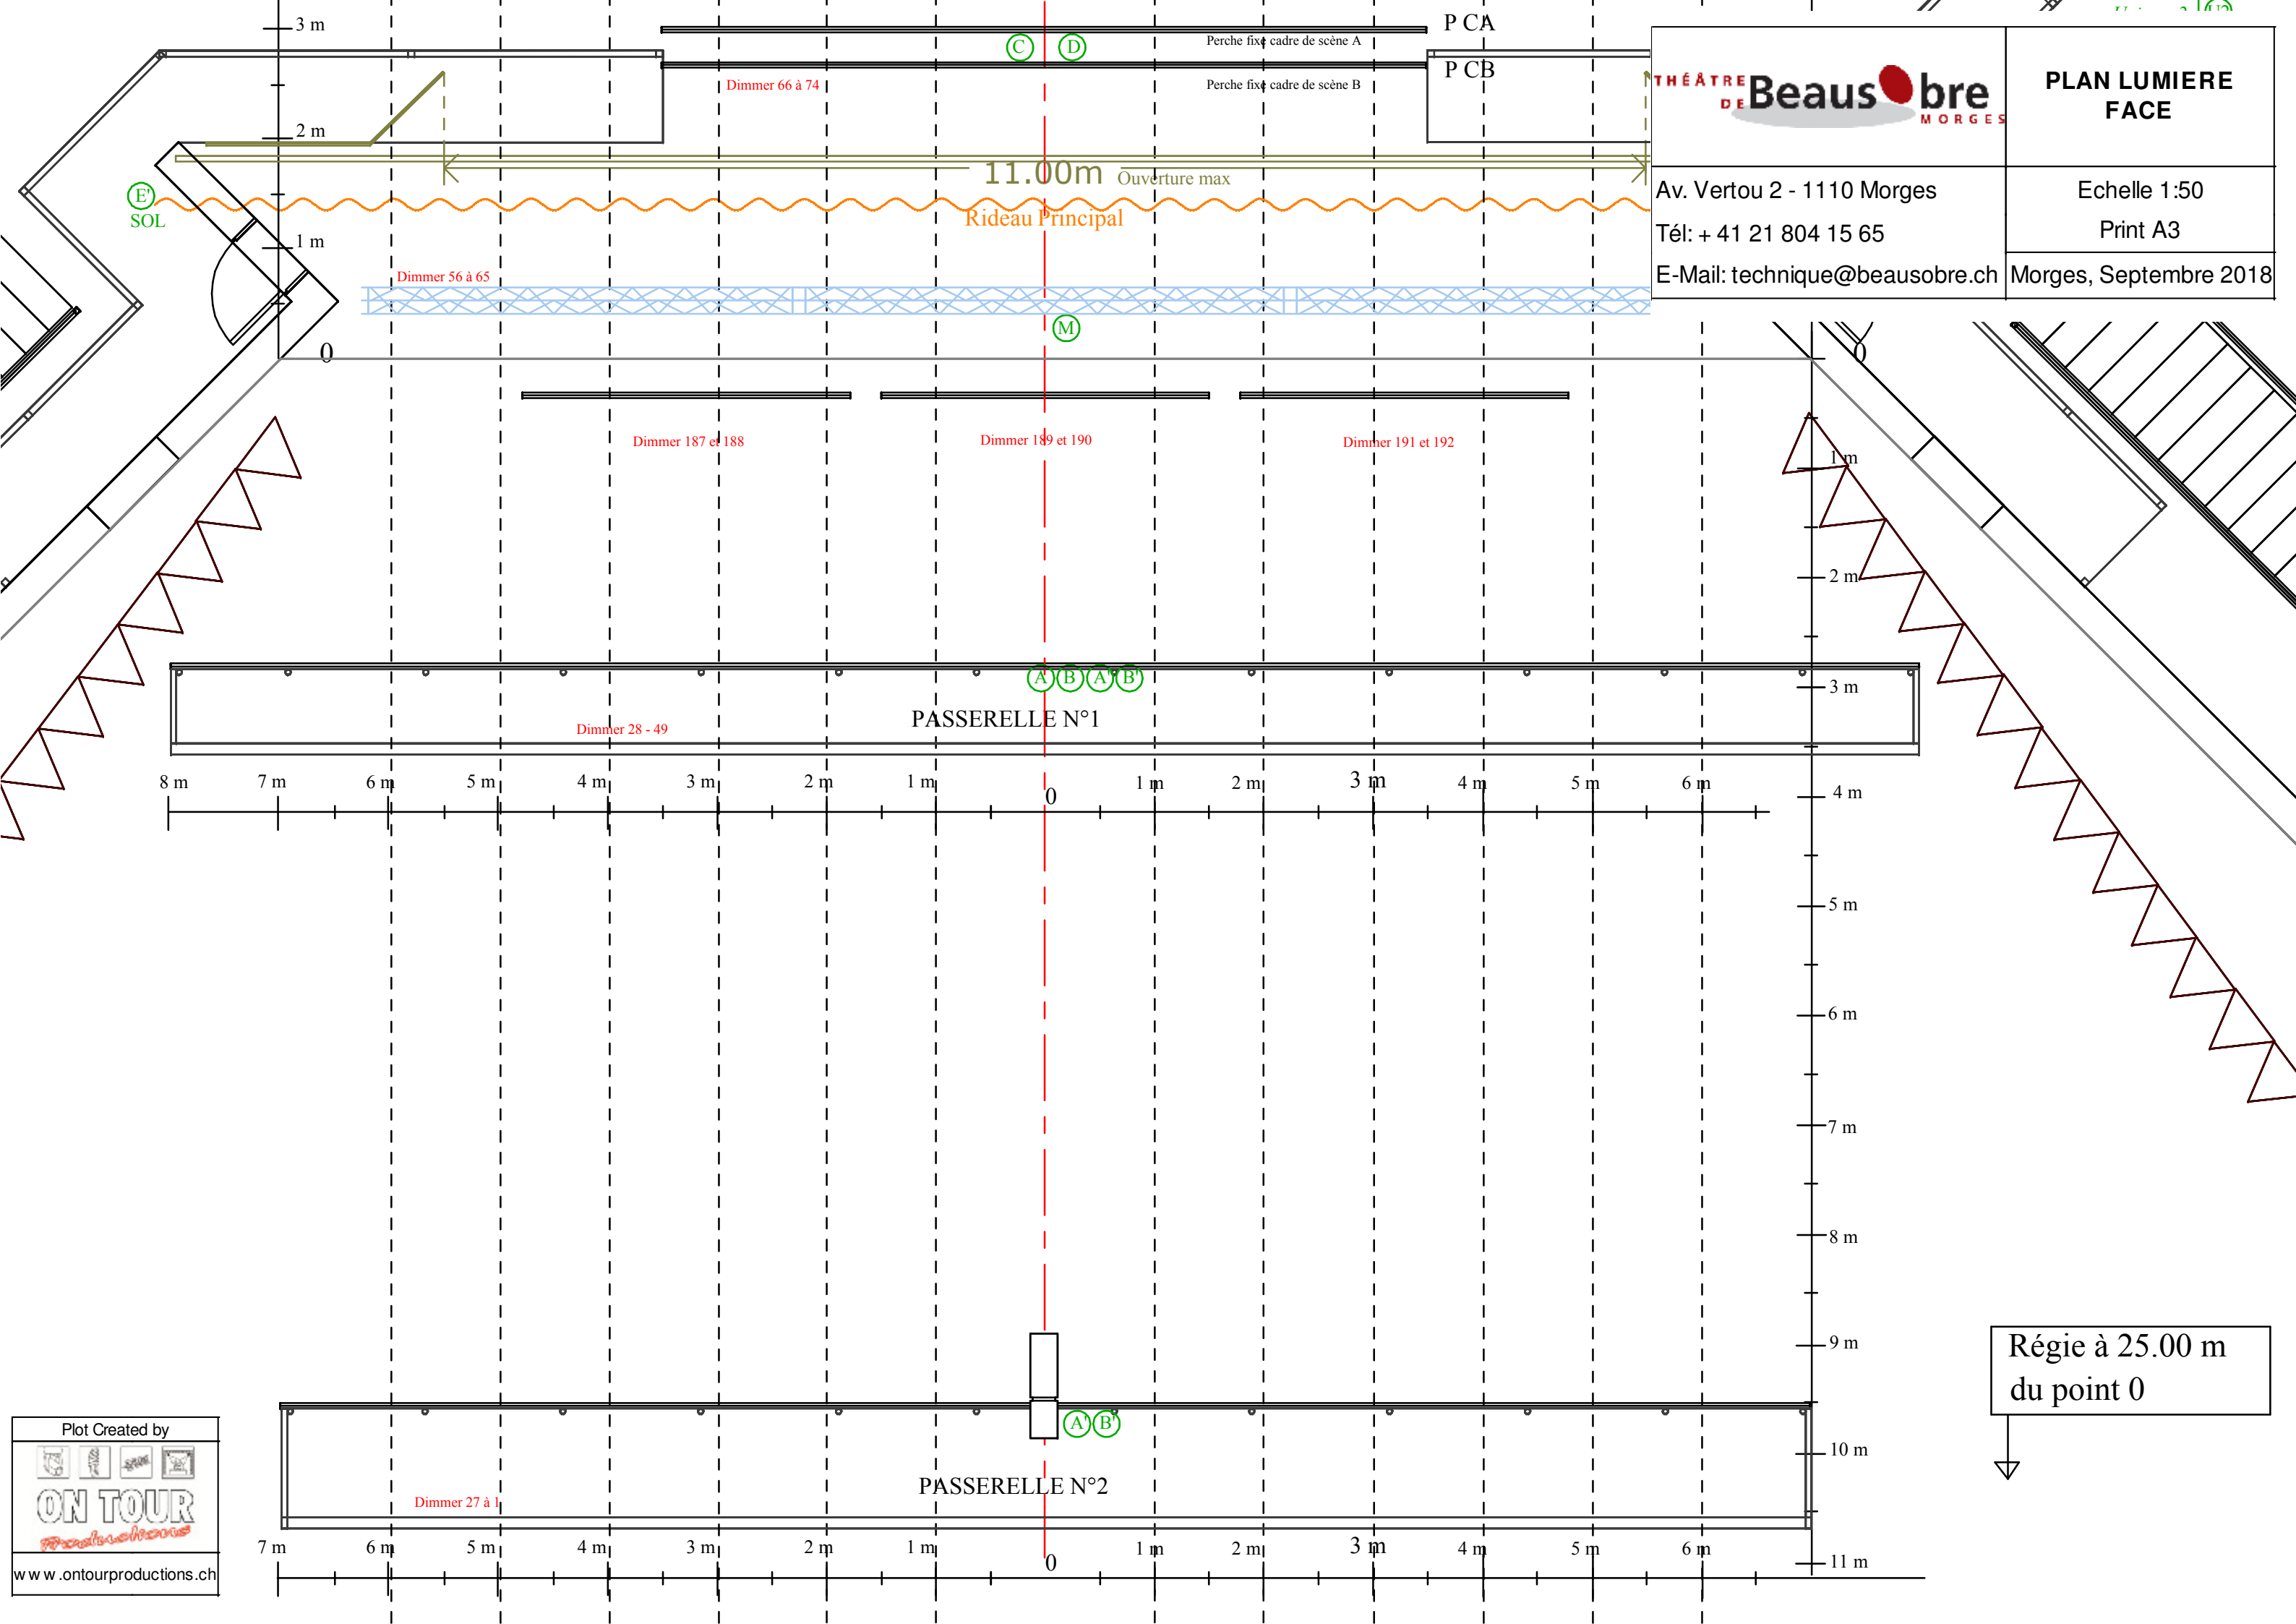 3 m
P CA
C
D
Perche fixe cadre de scène A
P CB
Dimmer 66 à 74
Perche fixe cadre de scène B
THÉÂTRE
DE Beausobre
MORGES
PLAN LUMIERE
FACE
2 m
11.00m Ouverture max
Av. Vertou 2 - 1110 Morges
Echelle 1:50
E'
SOL
Rideau Principal
Tél: + 41 21 804 15 65
Print A3
1 m
Dimmer 56 à 65
E-Mail: technique@beausobre.ch
Morges, Septembre 2018
M
0
0
Dimmer 187 et 188
Dimmer 189 et 190
Dimmer 191 et 192
1 m
2 m
A B A' B'
3 m
PASSERELLE N°1
Dimmer 28 - 49
8 m 7 m 6 m 5 m 4 m 3 m 2 m 1 m 0 1 m 2 m 3 m 4 m 5 m 6 m
4 m
5 m
6 m
7 m
8 m
9 m
Régie à 25.00 m
du point 0
A' B'
10 m
PASSERELLE N°2
Dimmer 27 à 1
7 m 6 m 5 m 4 m 3 m 2 m 1 m 0 1 m 2 m 3 m 4 m 5 m 6 m
11 m
Plot Created by
ON TOUR
Productions
www.ontourproductions.ch